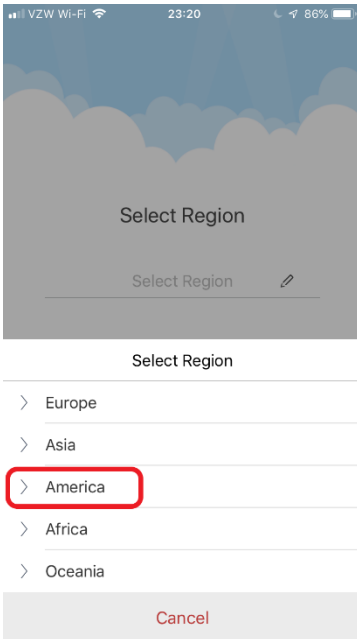 VZW Wi-Fi 23:20 86%
Select Region
Select Region
Select Region
Europe
Asia
America
Africa
Oceania
Cancel